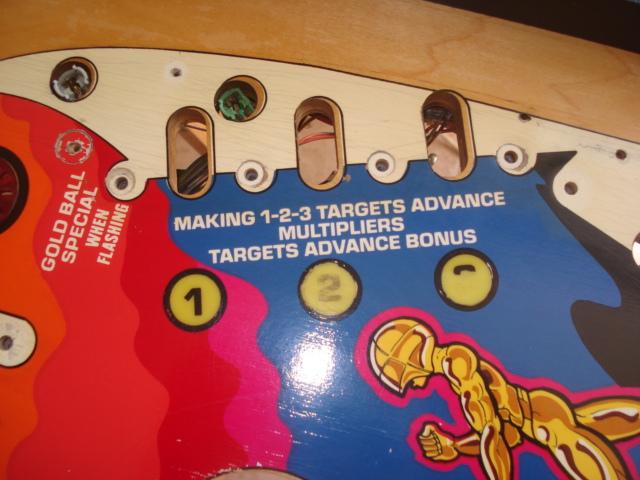 GOLD BALL
SPECIAL
WHEN
FLASHING
MAKING 1-2-3 TARGETS ADVANCE
MULTIPLIERS
TARGETS ADVANCE BONUS
1
2